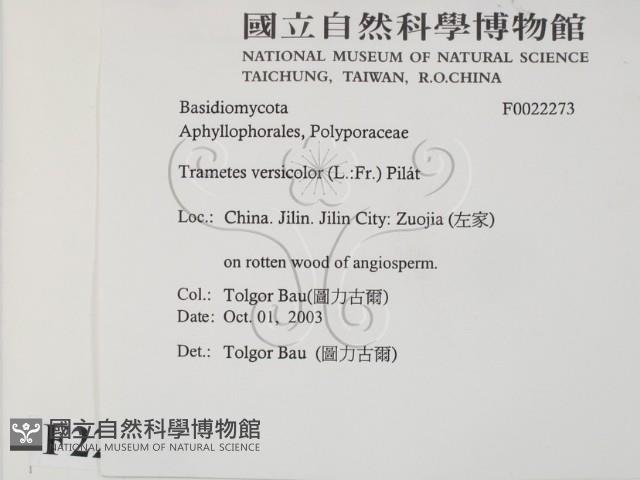 國立自然科學博物館
NATIONAL MUSEUM OF NATURAL SCIENCE
TAICHUNG, TAIWAN, R.O.CHINA
Basidiomycota F0022273
Aphyllophorales, Polyporaceae
Trametes versicolor (L.:Fr.) Pilát
Loc.: China. Jilin. Jilin City: Zuojia (左家)
on rotten wood of angiosperm.
Col.: Tolgor Bau(圖力古爾)
Date: Oct. 01, 2003
Det.: Tolgor Bau (圖力古爾)
國立自然科學博物館
NATIONAL MUSEUM OF NATURAL SCIENCE